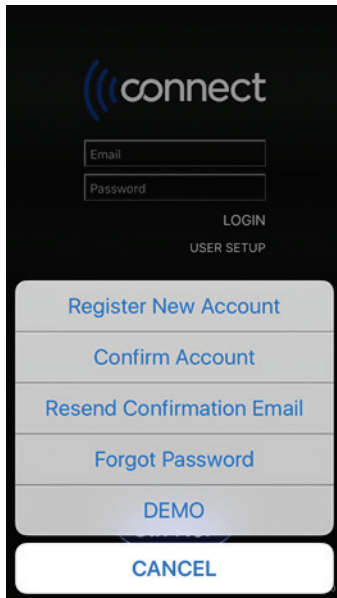 connect
Email
Password
LOGIN
USER SETUP
Register New Account
Confirm Account
Resend Confirmation Email
Forgot Password
DEMO
CANCEL